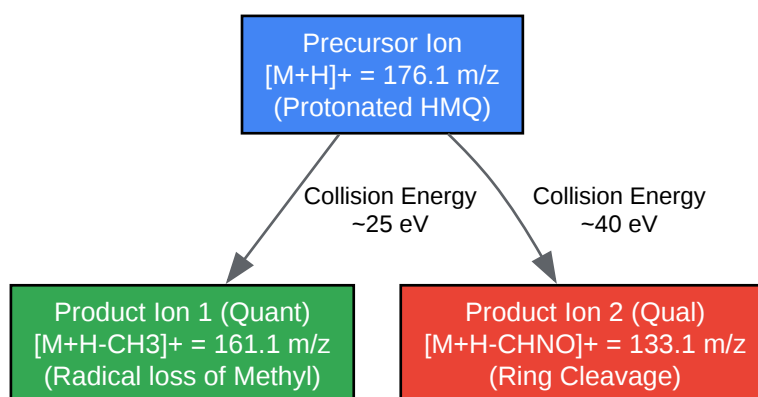 Precursor Ion
[M+H]+ = 176.1 m/z
(Protonated HMQ)
Collision Energy
~25 eV
Collision Energy
~40 eV
Product Ion 1 (Quant)
[M+H-CH3]+ = 161.1 m/z
(Radical loss of Methyl)
Product Ion 2 (Qual)
[M+H-CHNO]+ = 133.1 m/z
(Ring Cleavage)